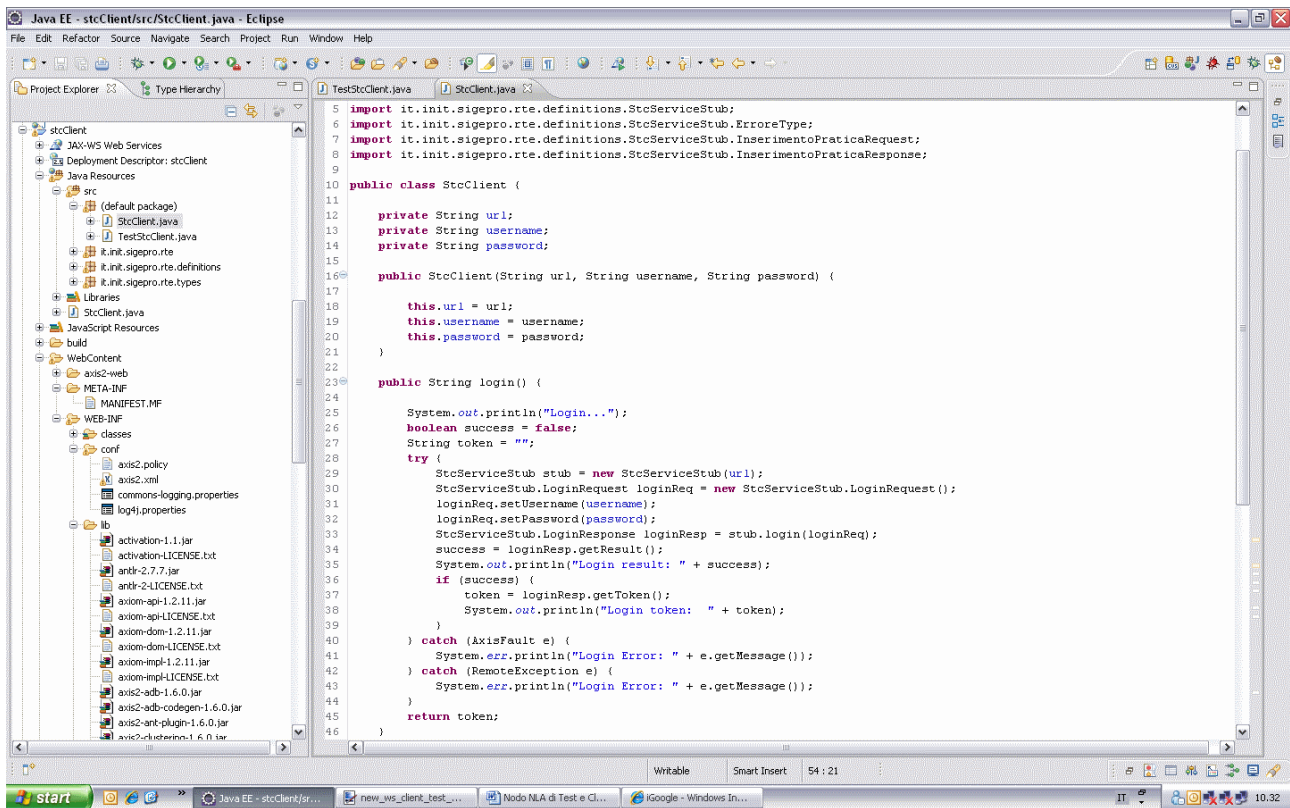 Java EE - stcClient/src/StcClient.java - Eclipse
File Edit Refactor Source Navigate Search Project Run Window Help
Project Explorer
Type Hierarchy
stcClient
JAX-WS Web Services
Deployment Descriptor: stcClient
Java Resources
src
(default package)
StcClient.java
TestStcClient.java
it.init.sigepro.rte
it.init.sigepro.rte.definitions
it.init.sigepro.rte.types
Libraries
StcClient.java
JavaScript Resources
build
WebContent
axis2-web
META-INF
MANIFEST.MF
WEB-INF
classes
conf
axis2.policy
axis2.xml
commons-logging.properties
log4j.properties
lib
activation-1.1.jar
activation-LICENSE.txt
antlr-2.7.7.jar
antlr-2-LICENSE.txt
axiom-api-1.2.11.jar
axiom-api-LICENSE.txt
axiom-dom-1.2.11.jar
axiom-dom-LICENSE.txt
axiom-impl-1.2.11.jar
axiom-impl-LICENSE.txt
axis2-adb-1.6.0.jar
axis2-adb-codegen-1.6.0.jar
axis2-ant-plugin-1.6.0.jar
axis2-clustering-1.6.0.jar
TestStcClient.java
StcClient.java
5 import it.init.sigepro.rte.definitions.StcServiceStub;
6 import it.init.sigepro.rte.definitions.StcServiceStub.ErroreType;
7 import it.init.sigepro.rte.definitions.StcServiceStub.InserimentoPraticaRequest;
8 import it.init.sigepro.rte.definitions.StcServiceStub.InserimentoPraticaResponse;
9
10 public class StcClient {
11
12 private String url;
13 private String username;
14 private String password;
15
16 public StcClient(String url, String username, String password) {
17
18 this.url = url;
19 this.username = username;
20 this.password = password;
21 }
22
23 public String login() {
24
25 System.out.println("Login...");
26 boolean success = false;
27 String token = "";
28 try {
29 StcServiceStub stub = new StcServiceStub(url);
30 StcServiceStub.LoginRequest loginReq = new StcServiceStub.LoginRequest();
31 loginReq.setUsername(username);
32 loginReq.setPassword(password);
33 StcServiceStub.LoginResponse loginResp = stub.login(loginReq);
34 success = loginResp.getResult();
35 System.out.println("Login result: " + success);
36 if (success) {
37 token = loginResp.getToken();
38 System.out.println("Login token:  " + token);
39 }
40 } catch (AxisFault e) {
41 System.err.println("Login Error: " + e.getMessage());
42 } catch (RemoteException e) {
43 System.err.println("Login Error: " + e.getMessage());
44 }
45 return token;
46 }
Writable
Smart Insert
54 : 21
start
Java EE - stcClient/sr...
new_ws_client_test_...
Nodo NLA di Test e Cl...
iGoogle - Windows In...
IT
10.32